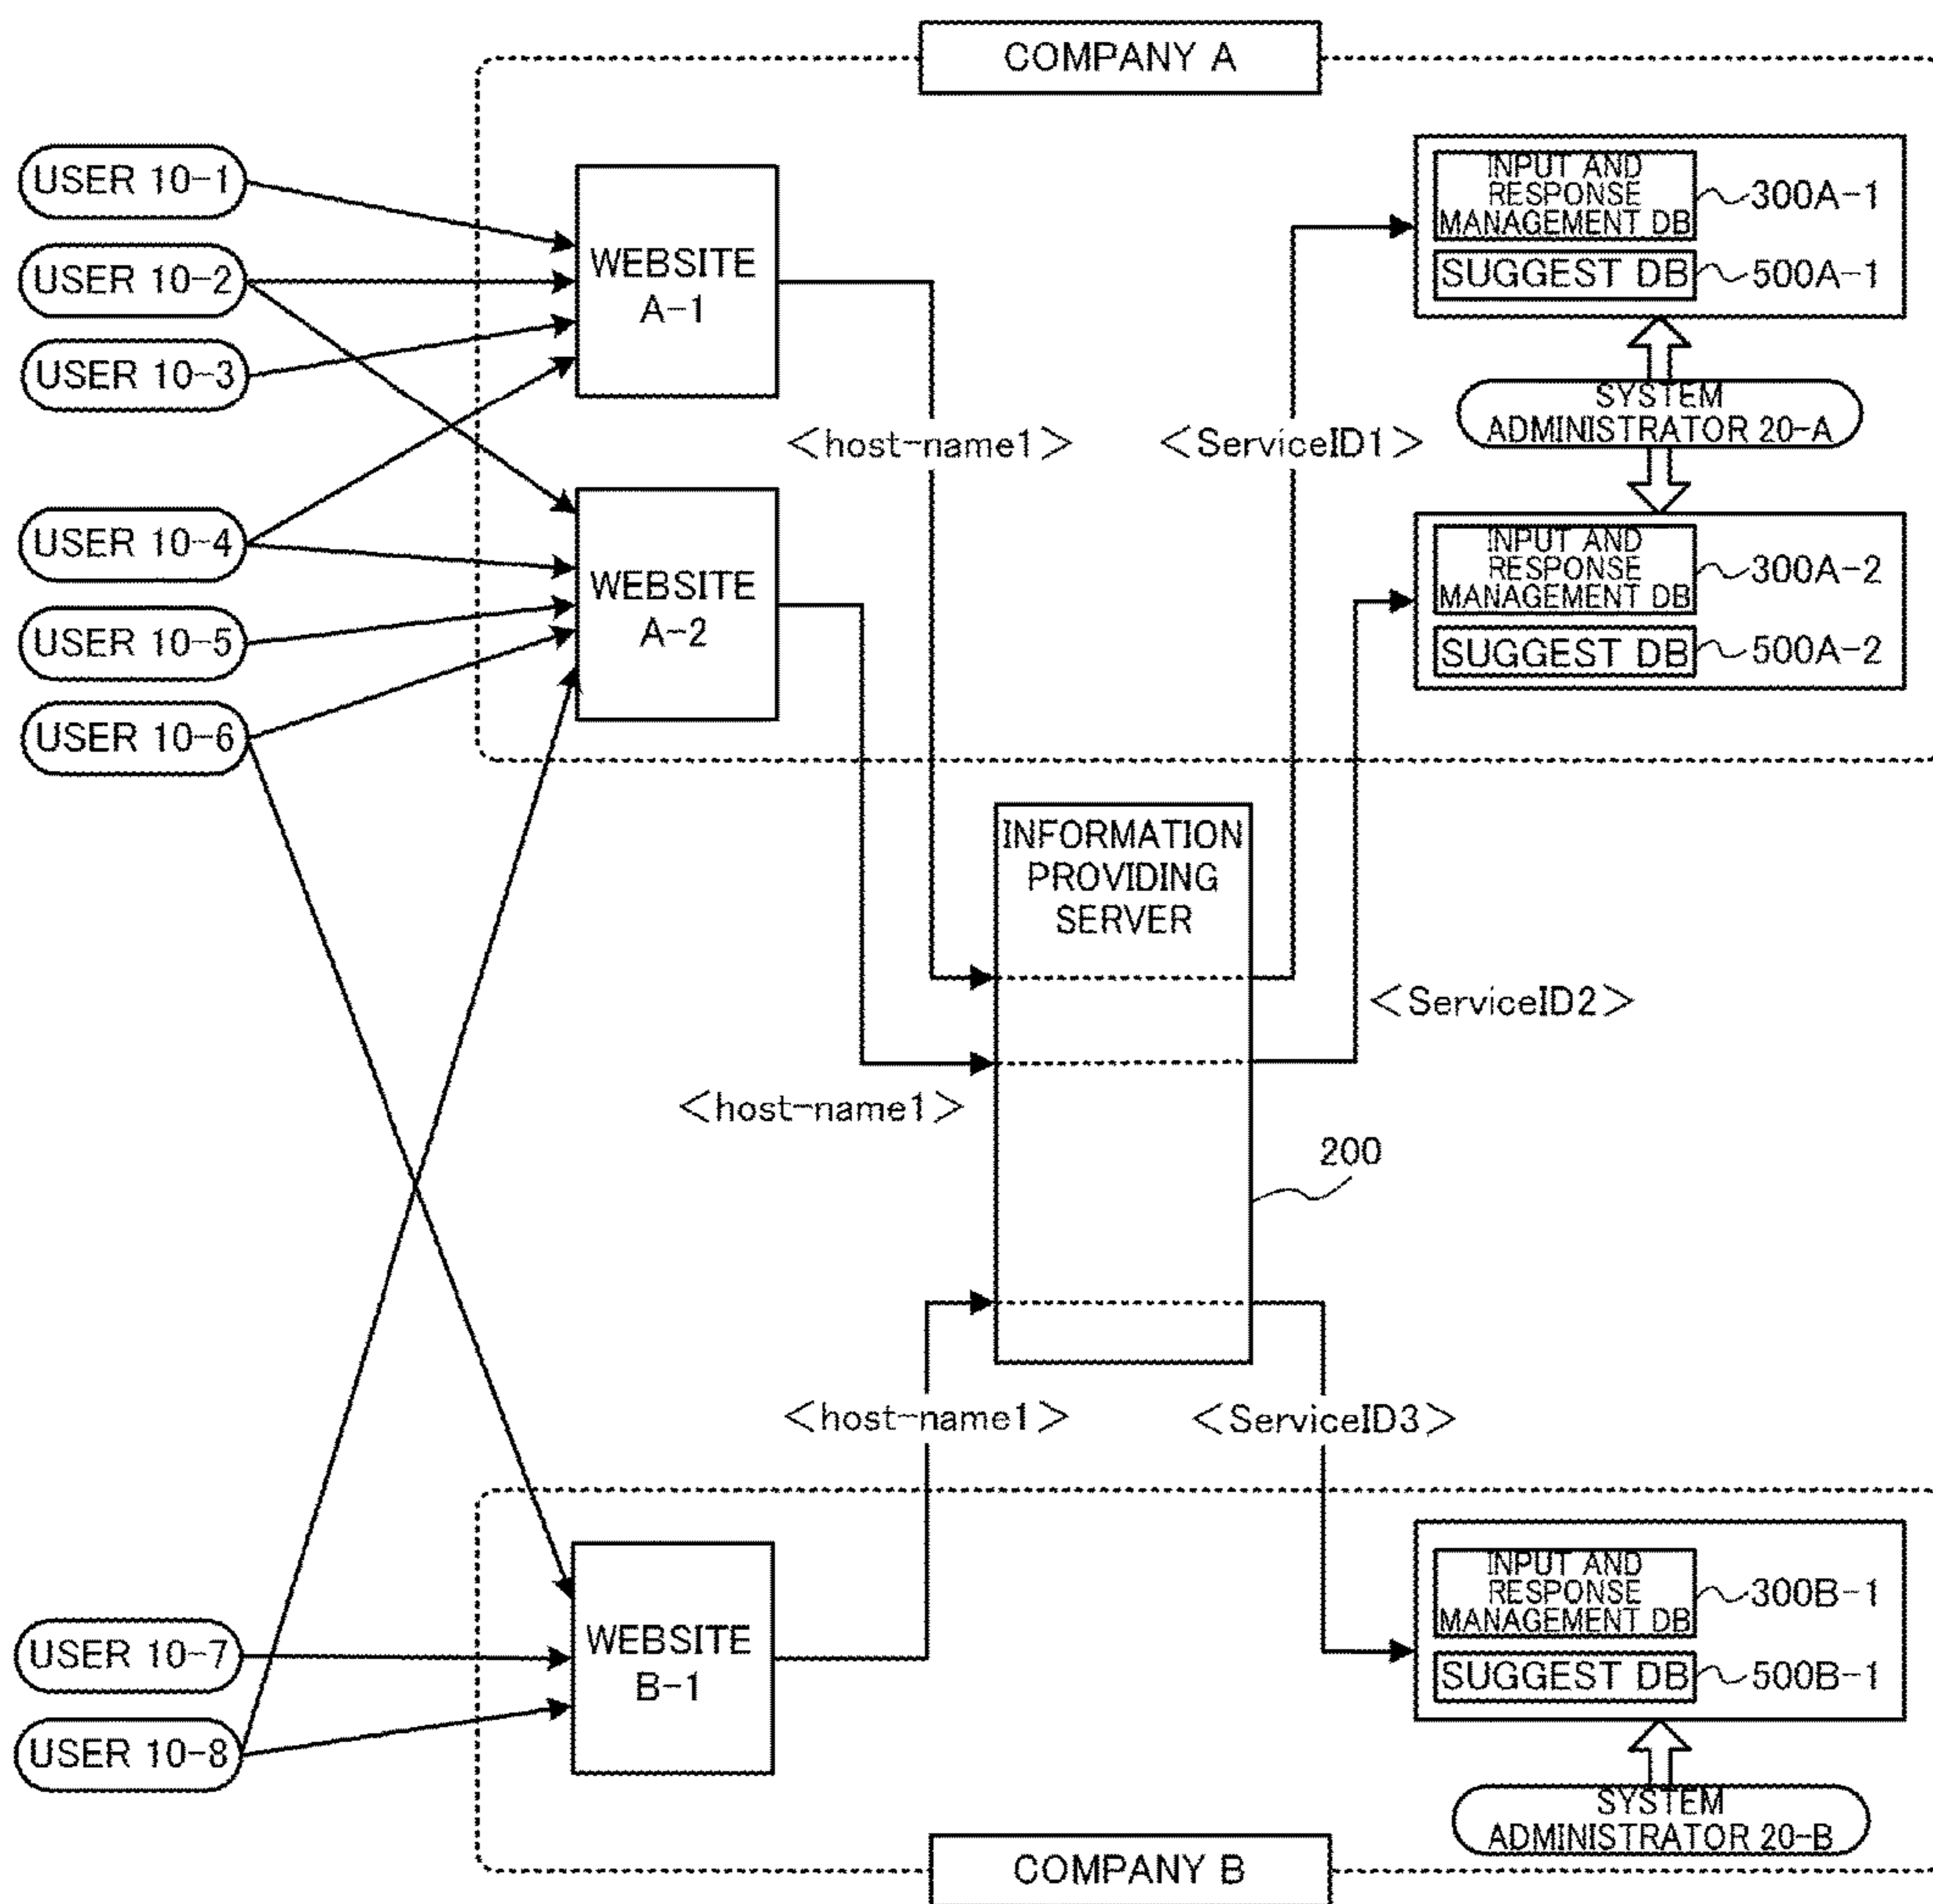 COMPANY A
USER 10-1
USER 10-2
USER 10-3
USER 10-4
USER 10-5
USER 10-6
WEBSITE
A-1
WEBSITE
A-2
<host-name1>
<ServiceID1>
INPUT AND
RESPONSE
MANAGEMENT DB
300A-1
SUGGEST DB
500A-1
SYSTEM
ADMINISTRATOR 20-A
INPUT AND
RESPONSE
MANAGEMENT DB
300A-2
SUGGEST DB
500A-2
INFORMATION
PROVIDING
SERVER
<ServiceID2>
<host-name1>
200
<host-name1>
<ServiceID3>
USER 10-7
USER 10-8
WEBSITE
B-1
INPUT AND
RESPONSE
MANAGEMENT DB
300B-1
SUGGEST DB
500B-1
SYSTEM
ADMINISTRATOR 20-B
COMPANY B